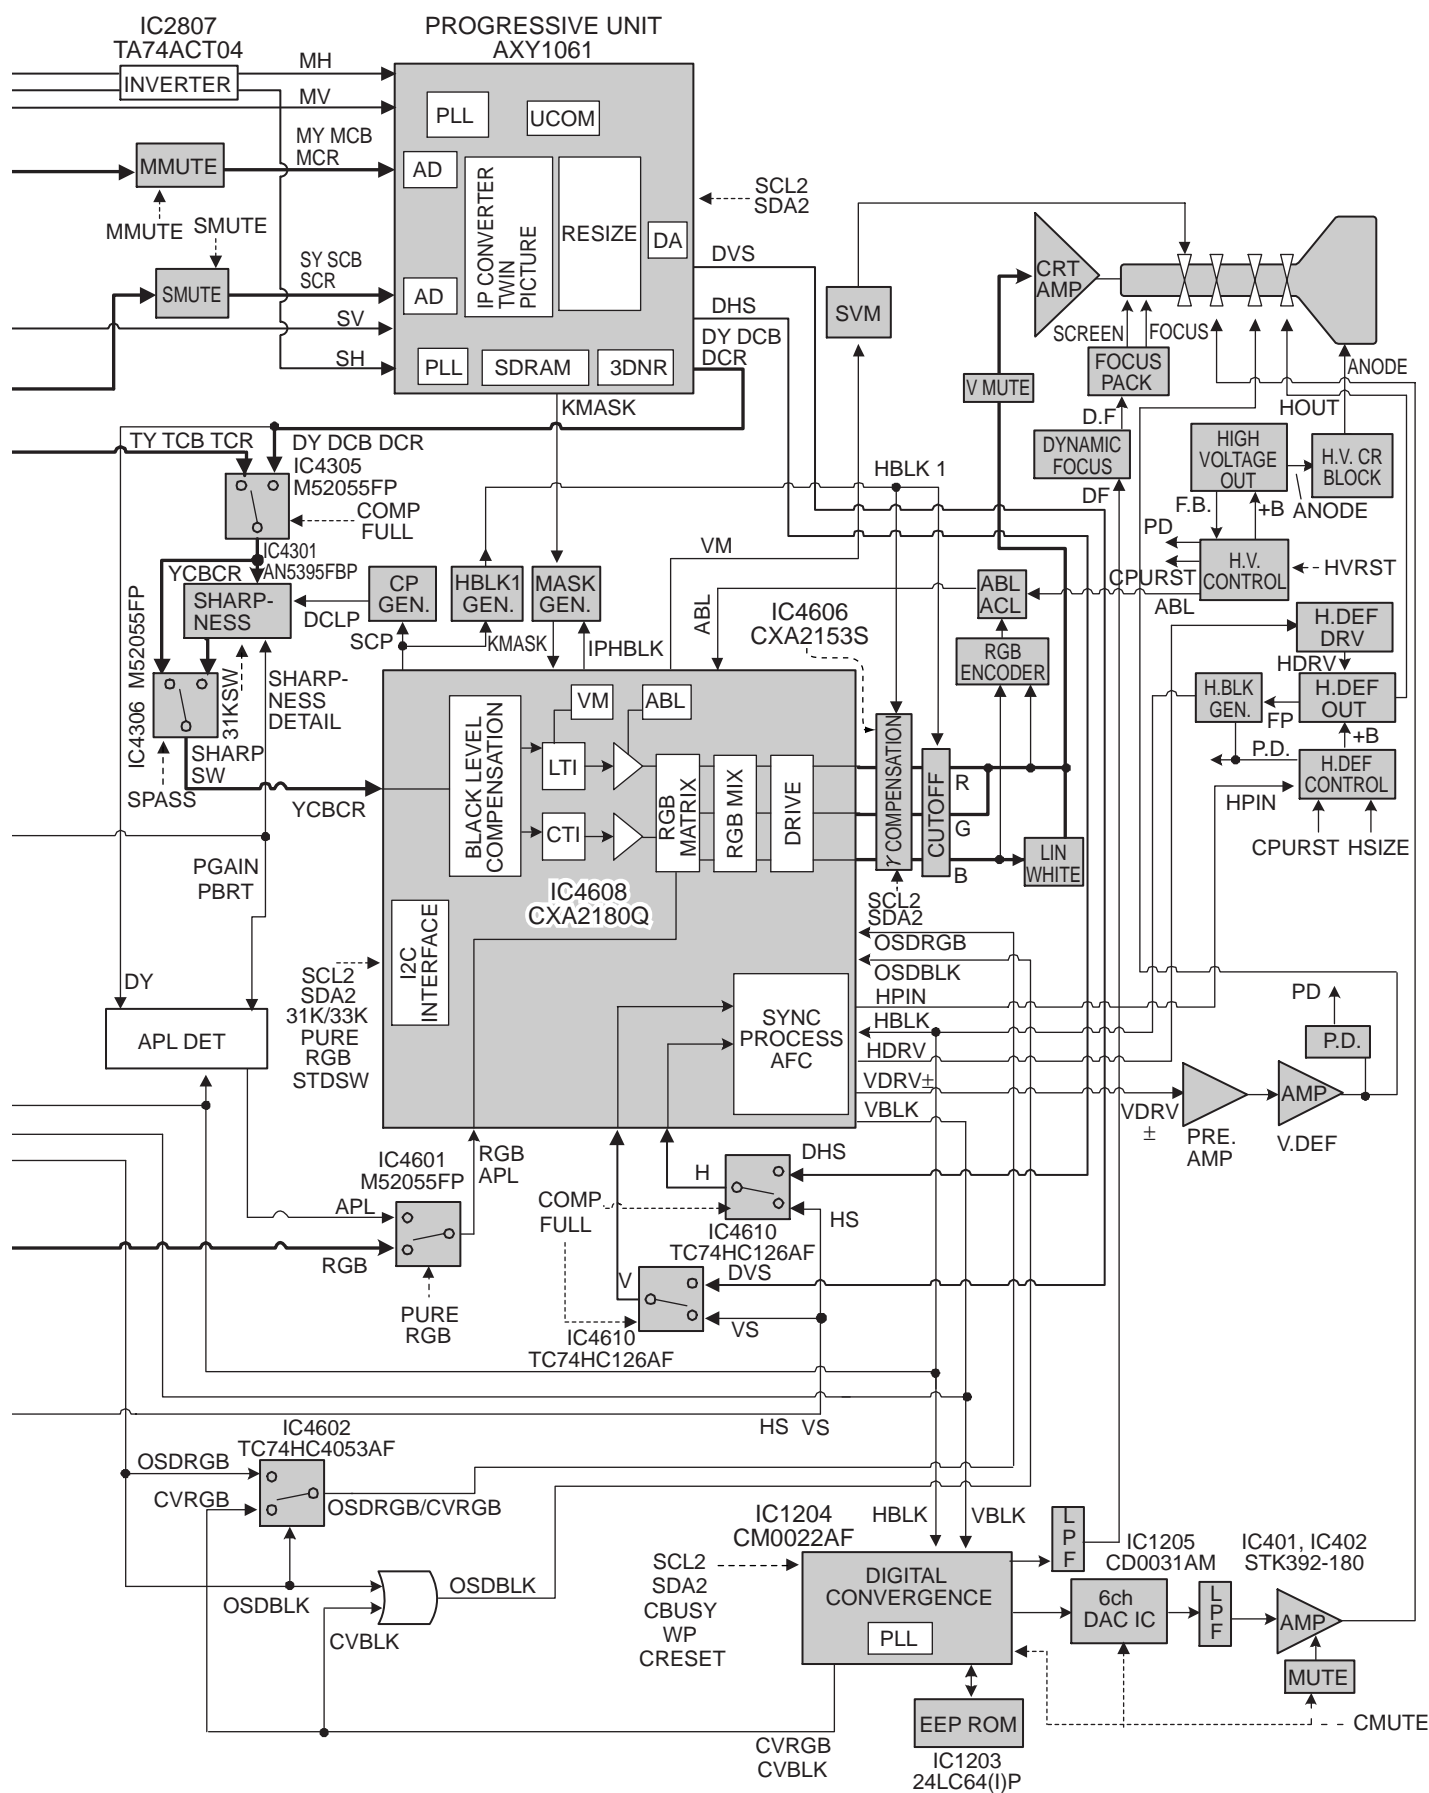 IC2807
TA74ACT04
INVERTER
PROGRESSIVE UNIT
AXY1061
MH
MV
MY MCB
MCR
MMUTE
MMUTE
SMUTE
SMUTE
SY SCB
SCR
SV
SH
PLL
UCOM
AD
IP CONVERTER
TWIN
PICTURE
RESIZE
DA
AD
PLL
SDRAM
3DNR
SCL2
SDA2
DVS
DHS
DY DCB
DCR
KMASK
SVM
CRT
AMP
SCREEN
FOCUS
FOCUS
PACK
ANODE
V MUTE
D.F
HOUT
DYNAMIC
FOCUS
DF
HIGH
VOLTAGE
OUT
H.V. CR
BLOCK
F.B.
+B
ANODE
PD
CPURST
H.V.
CONTROL
HVRST
ABL
TY TCB TCR
DY DCB DCR
IC4305
M52055FP
COMP
FULL
HBLK 1
VM
IC4301
AN5395FBP
YCBCR
SHARP-
NESS
DCLP
CP
GEN.
HBLK1
GEN.
MASK
GEN.
SCP
KMASK
IPHBLK
ABL
ABL
ACL
RGB
ENCODER
IC4606
CXA2153S
H.DEF
DRV
HDRV
H.BLK
GEN.
FP
H.DEF
OUT
P.D.
+B
H.DEF
CONTROL
HPIN
CPURST HSIZE
IC4306 M52055FP
31KSW
SHARP-
NESS
DETAIL
SHARP
SW
SPASS
YCBCR
BLACK LEVEL
COMPENSATION
VM
ABL
LTI
CTI
RGB
MATRIX
RGB MIX
DRIVE
γ COMPENSATION
CUTOFF
R
G
B
LIN
WHITE
IC4608
CXA2180Q
I2C
INTERFACE
SCL2
SDA2
OSDRGB
OSDBLK
HPIN
HBLK
HDRV
VDRV±
VBLK
SYNC
PROCESS
AFC
PGAIN
PBRT
DY
APL DET
SCL2
SDA2
31K/33K
PURE
RGB
STDSW
PD
P.D.
VDRV
±
PRE.
AMP
AMP
V.DEF
IC4601
M52055FP
RGB
APL
APL
RGB
PURE
RGB
H
DHS
COMP
FULL
HS
IC4610
TC74HC126AF
V
DVS
VS
IC4610
TC74HC126AF
HS VS
IC4602
TC74HC4053AF
OSDRGB
CVRGB
OSDRGB/CVRGB
OSDBLK
OSDBLK
CVBLK
IC1204
CM0022AF
HBLK
VBLK
SCL2
SDA2
CBUSY
WP
CRESET
DIGITAL
CONVERGENCE
PLL
LPF
IC1205
CD0031AM
6ch
DAC IC
LPF
IC401, IC402
STK392-180
AMP
MUTE
CMUTE
EEP ROM
IC1203
24LC64(I)P
CVRGB
CVBLK